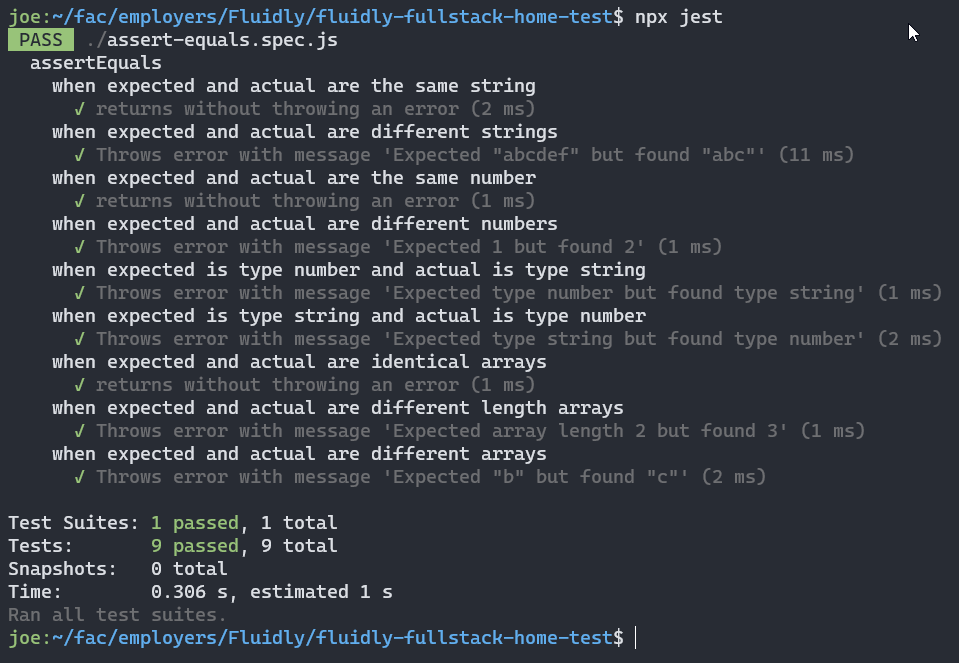 joe:~/fac/employers/Fluidly/fluidly-fullstack-home-test$ npx jest
PASS ./assert-equals.spec.js
assertEquals
when expected and actual are the same string
√ returns without throwing an error (2 ms)
when expected and actual are different strings
√ Throws error with message 'Expected "abcdef" but found "abc"' (11 ms)
when expected and actual are the same number
√ returns without throwing an error (1 ms)
when expected and actual are different numbers
√ Throws error with message 'Expected 1 but found 2' (1 ms)
when expected is type number and actual is type string
√ Throws error with message 'Expected type number but found type string' (1 ms)
when expected is type string and actual is type number
√ Throws error with message 'Expected type string but found type number' (2 ms)
when expected and actual are identical arrays
√ returns without throwing an error (1 ms)
when expected and actual are different length arrays
√ Throws error with message 'Expected array length 2 but found 3' (1 ms)
when expected and actual are different arrays
√ Throws error with message 'Expected "b" but found "c"' (2 ms)
Test Suites: 1 passed, 1 total
Tests: 9 passed, 9 total
Snapshots: 0 total
Time: 0.306 s, estimated 1 s
Ran all test suites.
joe:~/fac/employers/Fluidly/fluidly-fullstack-home-test$